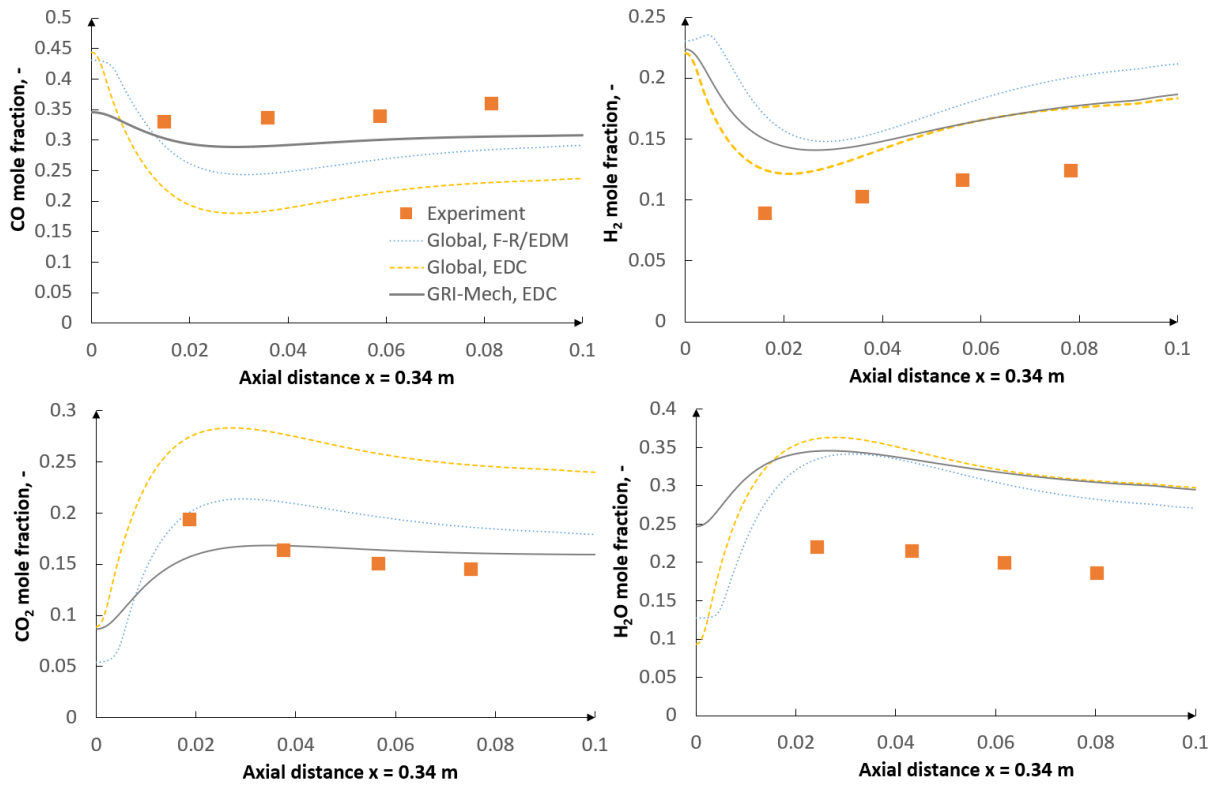 CO mole fraction, -
0.5
0.45
0.4
0.35
0.3
0.25
0.2
0.15
0.1
0.05
0
Experiment
Global, F-R/EDM
Global, EDC
GRI-Mech, EDC
0 0.02 0.04 0.06 0.08 0.1
Axial distance x = 0.34 m
H₂ mole fraction, -
0.25
0.2
0.15
0.1
0.05
0
0 0.02 0.04 0.06 0.08 0.1
Axial distance x = 0.34 m
CO₂ mole fraction, -
0.3
0.25
0.2
0.15
0.1
0.05
0
0 0.02 0.04 0.06 0.08 0.1
Axial distance x = 0.34 m
H₂O mole fraction, -
0.4
0.35
0.3
0.25
0.2
0.15
0.1
0.05
0
0 0.02 0.04 0.06 0.08 0.1
Axial distance x = 0.34 m